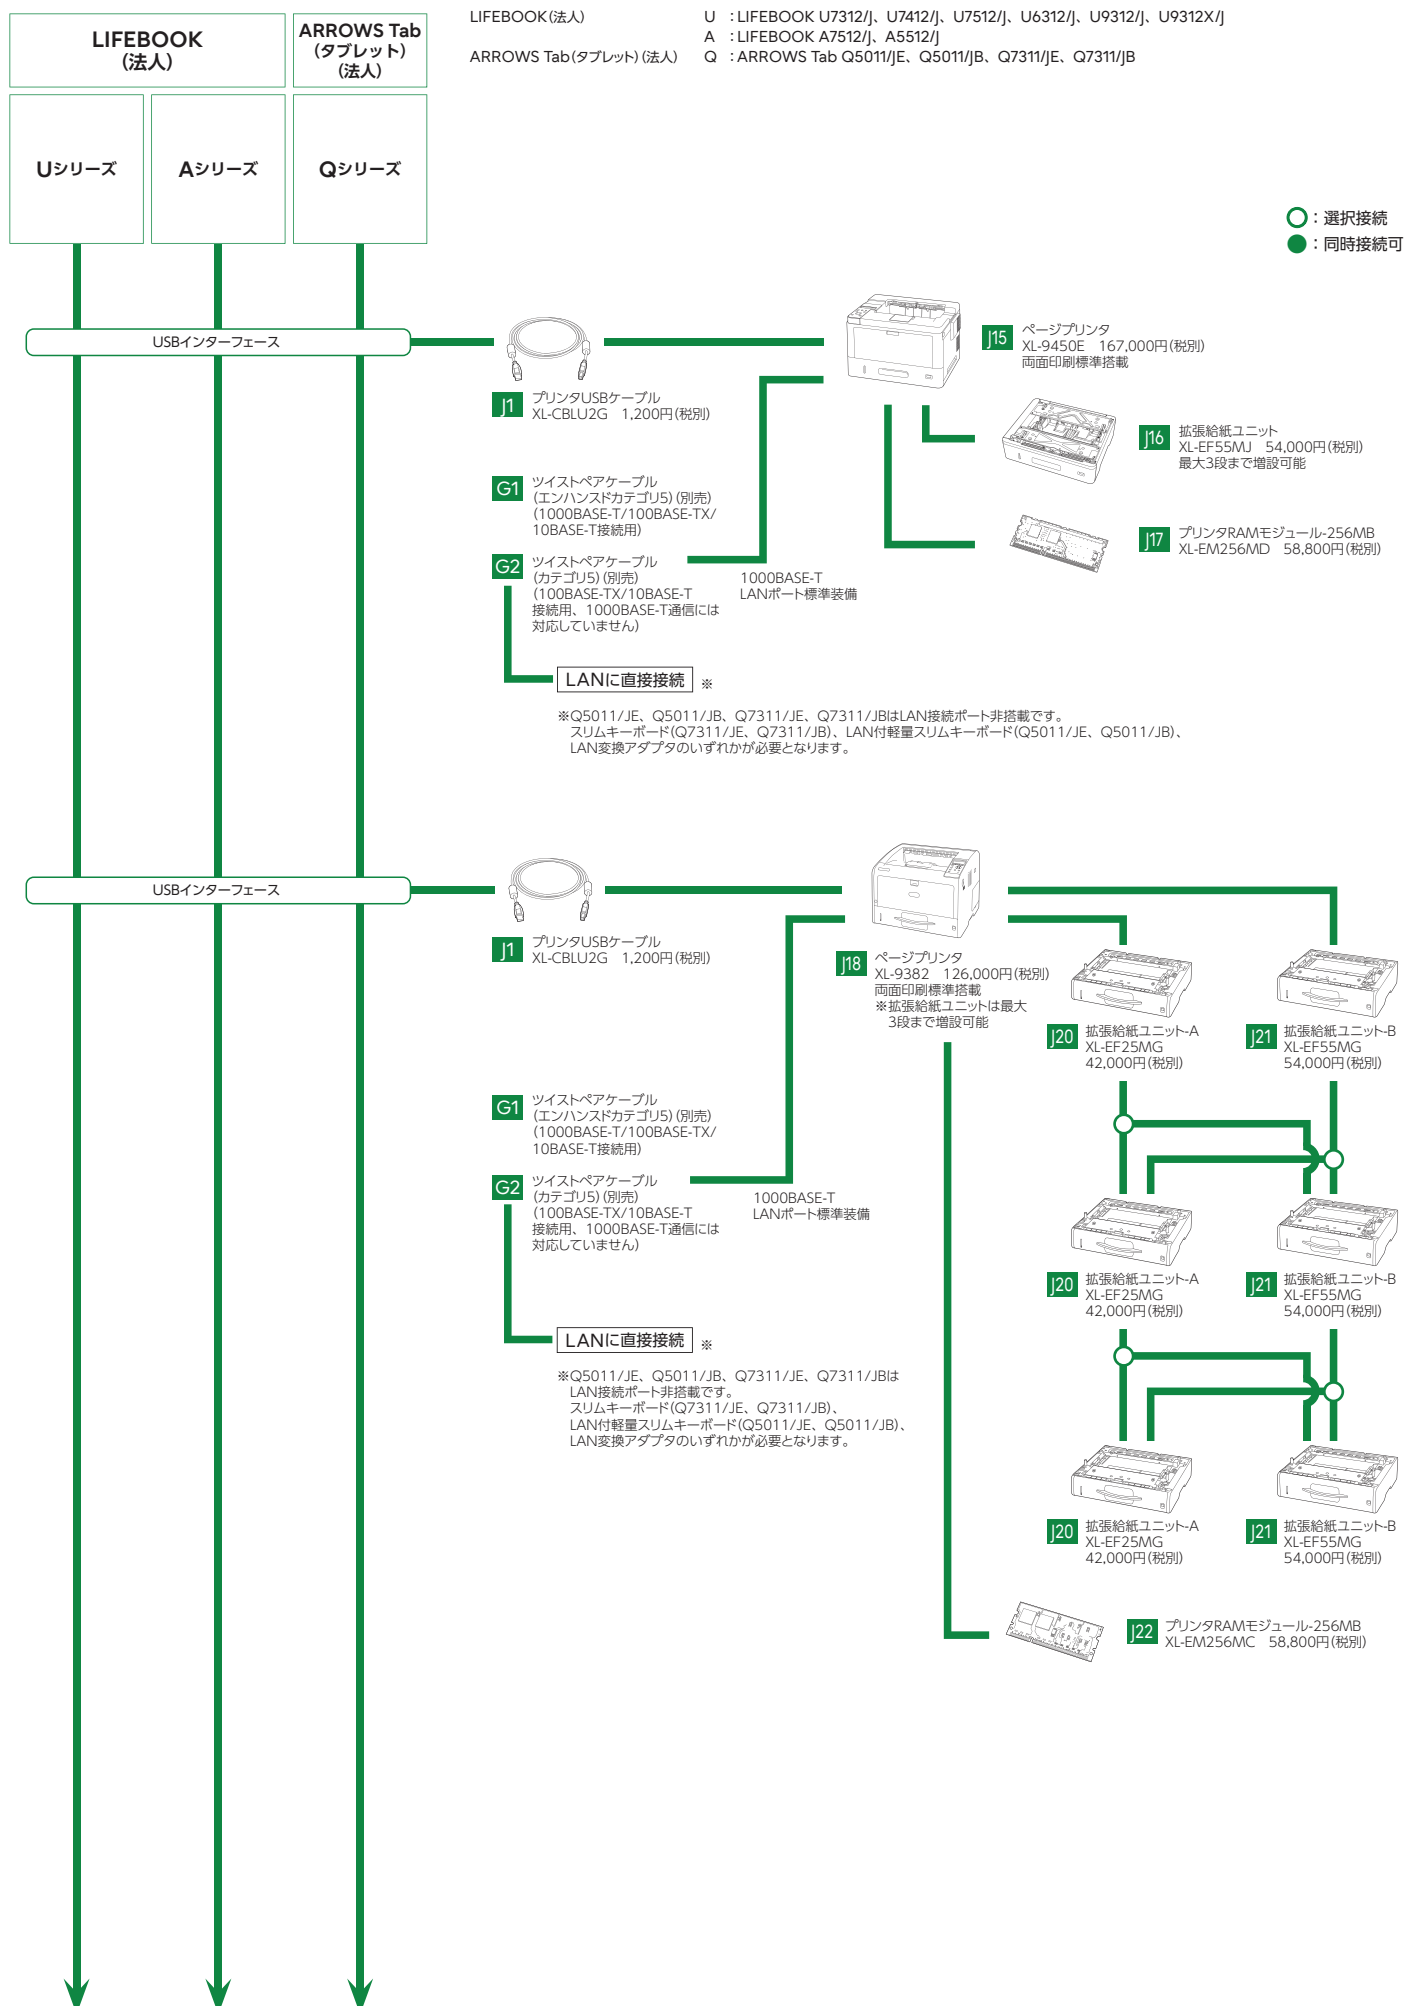 LIFEBOOK
(法人)
ARROWS Tab
(タブレット)
(法人)
LIFEBOOK(法人) U :LIFEBOOK U7312/J、U7412/J、U7512/J、U6312/J、U9312/J、U9312X/J
A :LIFEBOOK A7512/J、A5512/J
ARROWS Tab(タブレット)(法人) Q :ARROWS Tab Q5011/JE、Q5011/JB、Q7311/JE、Q7311/JB
Uシリーズ
Aシリーズ
Qシリーズ
○:選択接続
●:同時接続可
USBインターフェース
J1 プリンタUSBケーブル
XL-CBLU2G 1,200円(税別)
J15 ページプリンタ
XL-9450E 167,000円(税別)
両面印刷標準搭載
J16 拡張給紙ユニット
XL-EF55MJ 54,000円(税別)
最大3段まで増設可能
J17 プリンタRAMモジュール-256MB
XL-EM256MD 58,800円(税別)
G1 ツイストペアケーブル
(エンハンスドカテゴリ5)(別売)
(1000BASE-T/100BASE-TX/
10BASE-T接続用)
G2 ツイストペアケーブル
(カテゴリ5)(別売)
(100BASE-TX/10BASE-T
接続用、1000BASE-T通信には
対応していません)
1000BASE-T
LANポート標準装備
LANに直接接続 ※
※Q5011/JE、Q5011/JB、Q7311/JE、Q7311/JBはLAN接続ポート非搭載です。
スリムキーボード(Q7311/JE、Q7311/JB)、LAN付軽量スリムキーボード(Q5011/JE、Q5011/JB)、
LAN変換アダプタのいずれかが必要となります。
USBインターフェース
J1 プリンタUSBケーブル
XL-CBLU2G 1,200円(税別)
J18 ページプリンタ
XL-9382 126,000円(税別)
両面印刷標準搭載
※拡張給紙ユニットは最大
3段まで増設可能
J20 拡張給紙ユニット-A
XL-EF25MG
42,000円(税別)
J21 拡張給紙ユニット-B
XL-EF55MG
54,000円(税別)
G1 ツイストペアケーブル
(エンハンスドカテゴリ5)(別売)
(1000BASE-T/100BASE-TX/
10BASE-T接続用)
G2 ツイストペアケーブル
(カテゴリ5)(別売)
(100BASE-TX/10BASE-T
接続用、1000BASE-T通信には
対応していません)
1000BASE-T
LANポート標準装備
J20 拡張給紙ユニット-A
XL-EF25MG
42,000円(税別)
J21 拡張給紙ユニット-B
XL-EF55MG
54,000円(税別)
LANに直接接続 ※
※Q5011/JE、Q5011/JB、Q7311/JE、Q7311/JBは
LAN接続ポート非搭載です。
スリムキーボード(Q7311/JE、Q7311/JB)、
LAN付軽量スリムキーボード(Q5011/JE、Q5011/JB)、
LAN変換アダプタのいずれかが必要となります。
J20 拡張給紙ユニット-A
XL-EF25MG
42,000円(税別)
J21 拡張給紙ユニット-B
XL-EF55MG
54,000円(税別)
J22 プリンタRAMモジュール-256MB
XL-EM256MC 58,800円(税別)